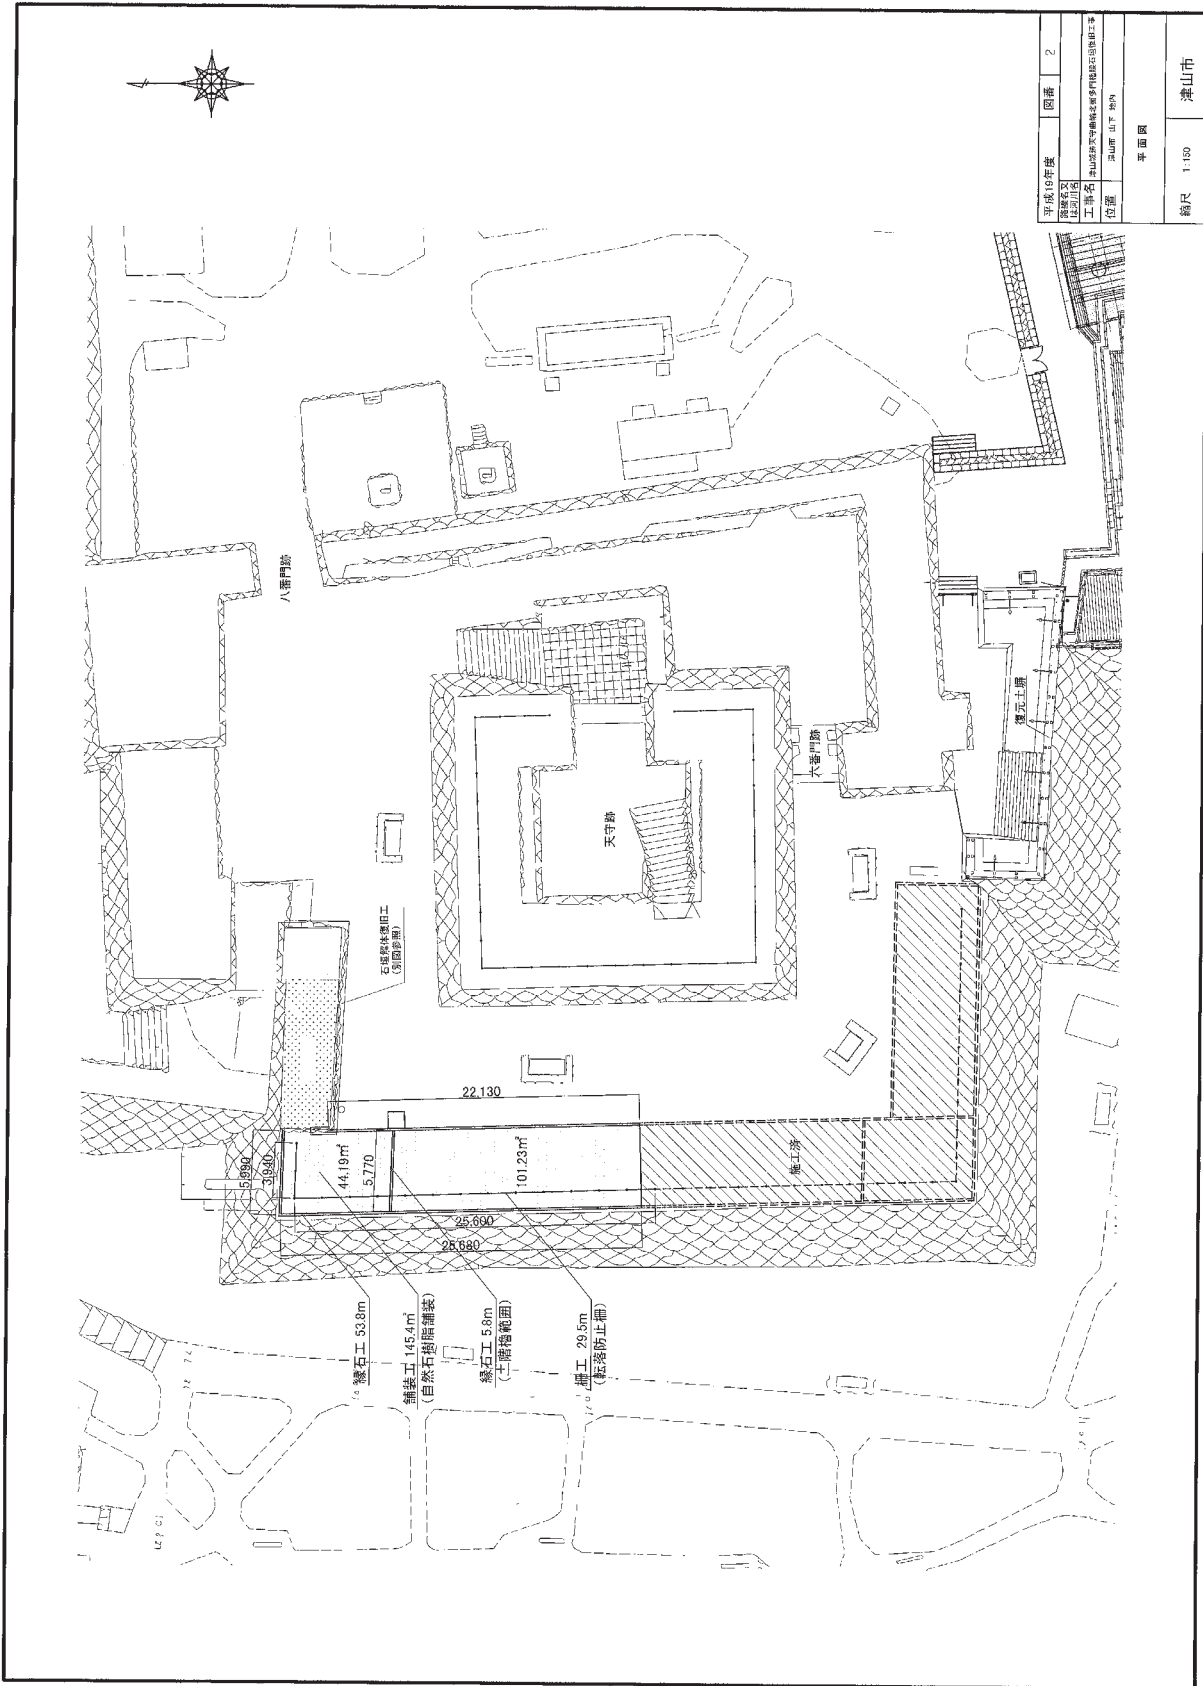 平成19年度
図番
2
路線名又
は河川名
工事名
津山城跡天守曲輪北側多門櫓跡石垣復旧工事
位置
津山市 山下 地内
平面図
縮尺
1:150
津山市
八番門跡
天守跡
六番門跡
復元土塀
石垣解体復旧工
(別図参照)
22.130
5.990
3.940
44.19㎡
5.770
101.23㎡
施工済
25.600
25.680
縁石工 53.8m
舗装工 145.4㎡
(自然石樹脂舗装)
縁石工 5.8m
(二階櫓範囲)
柵工 29.5m
(転落防止柵)